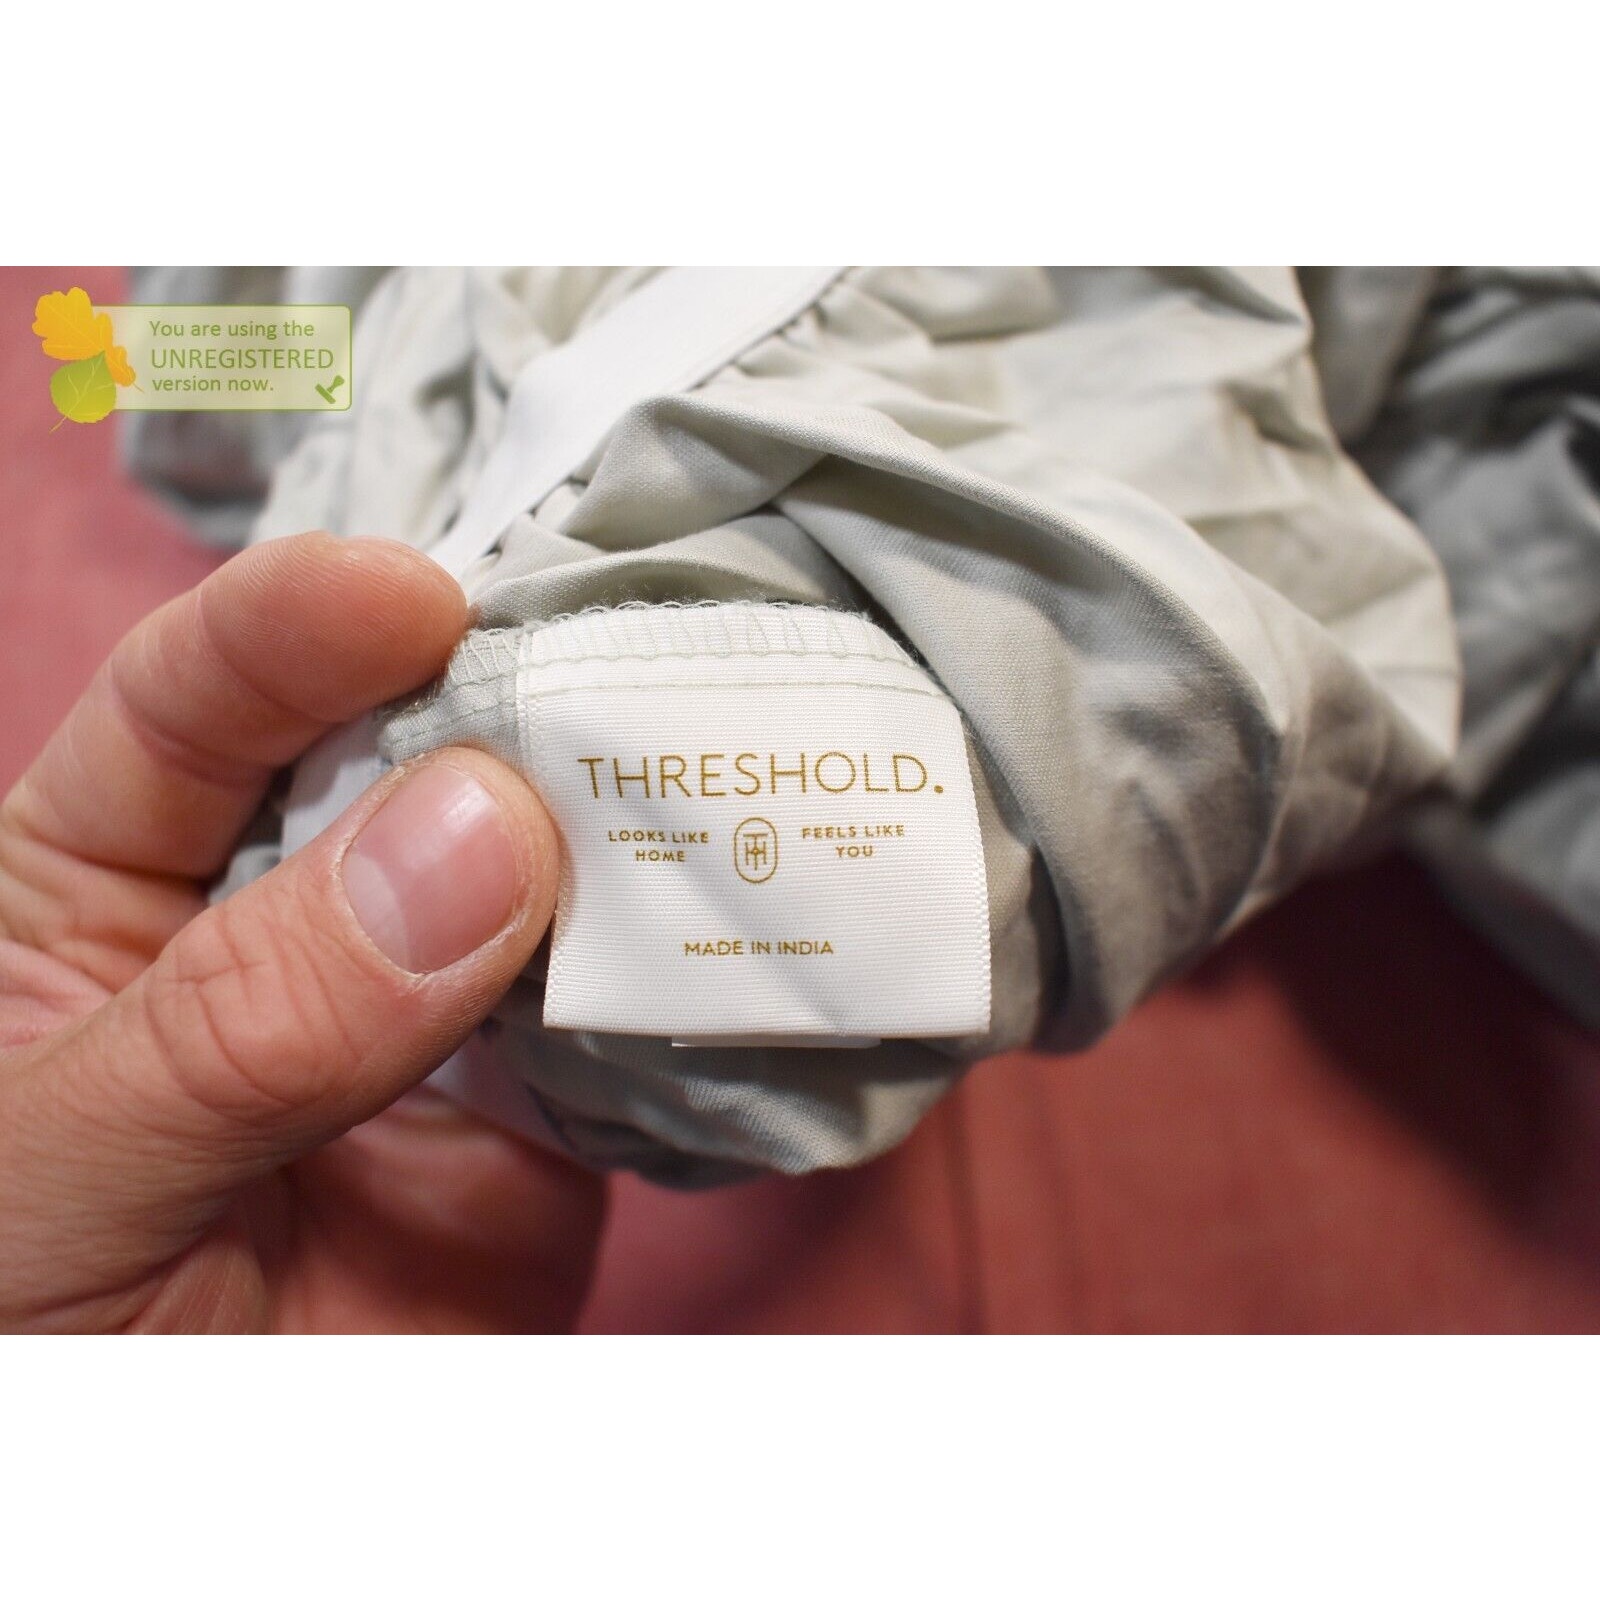 You are using the
UNREGISTERED
version now.
THRESHOLD.
LOOKS LIKE
HOME
FEELS LIKE
YOU
MADE IN INDIA